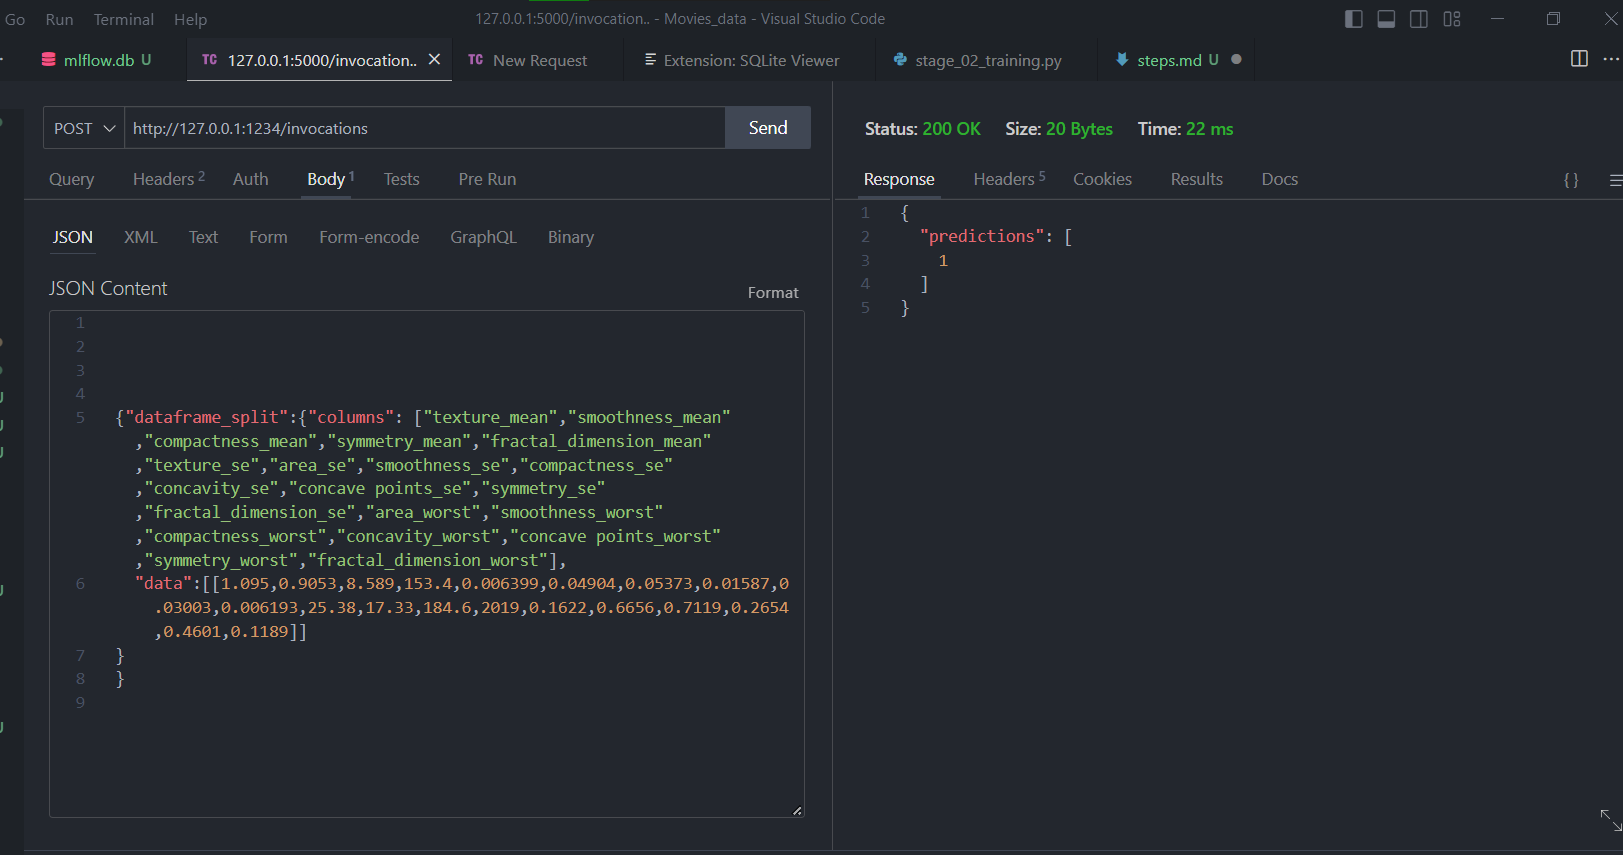 Go Run Terminal Help 127.0.0.1:5000/invocation.. - Movies_data - Visual Studio Code
mlflow.db U TC 127.0.0.1:5000/invocation.. TC New Request Extension: SQLite Viewer stage_02_training.py steps.md U
POST http://127.0.0.1:1234/invocations Send
Status: 200 OK Size: 20 Bytes Time: 22 ms
Query Headers 2 Auth Body 1 Tests Pre Run
Response Headers 5 Cookies Results Docs { }
JSON XML Text Form Form-encode GraphQL Binary
JSON Content
Format
1
2
3
4
5 {"dataframe_split":{"columns": ["texture_mean","smoothness_mean"
,"compactness_mean","symmetry_mean","fractal_dimension_mean"
,"texture_se","area_se","smoothness_se","compactness_se"
,"concavity_se","concave points_se","symmetry_se"
,"fractal_dimension_se","area_worst","smoothness_worst"
,"compactness_worst","concavity_worst","concave points_worst"
,"symmetry_worst","fractal_dimension_worst"],
6 "data":[[1.095,0.9053,8.589,153.4,0.006399,0.04904,0.05373,0.01587,0
.03003,0.006193,25.38,17.33,184.6,2019,0.1622,0.6656,0.7119,0.2654
,0.4601,0.1189]]
7 }
8 }
9
1 {
2 "predictions": [
3 1
4 ]
5 }